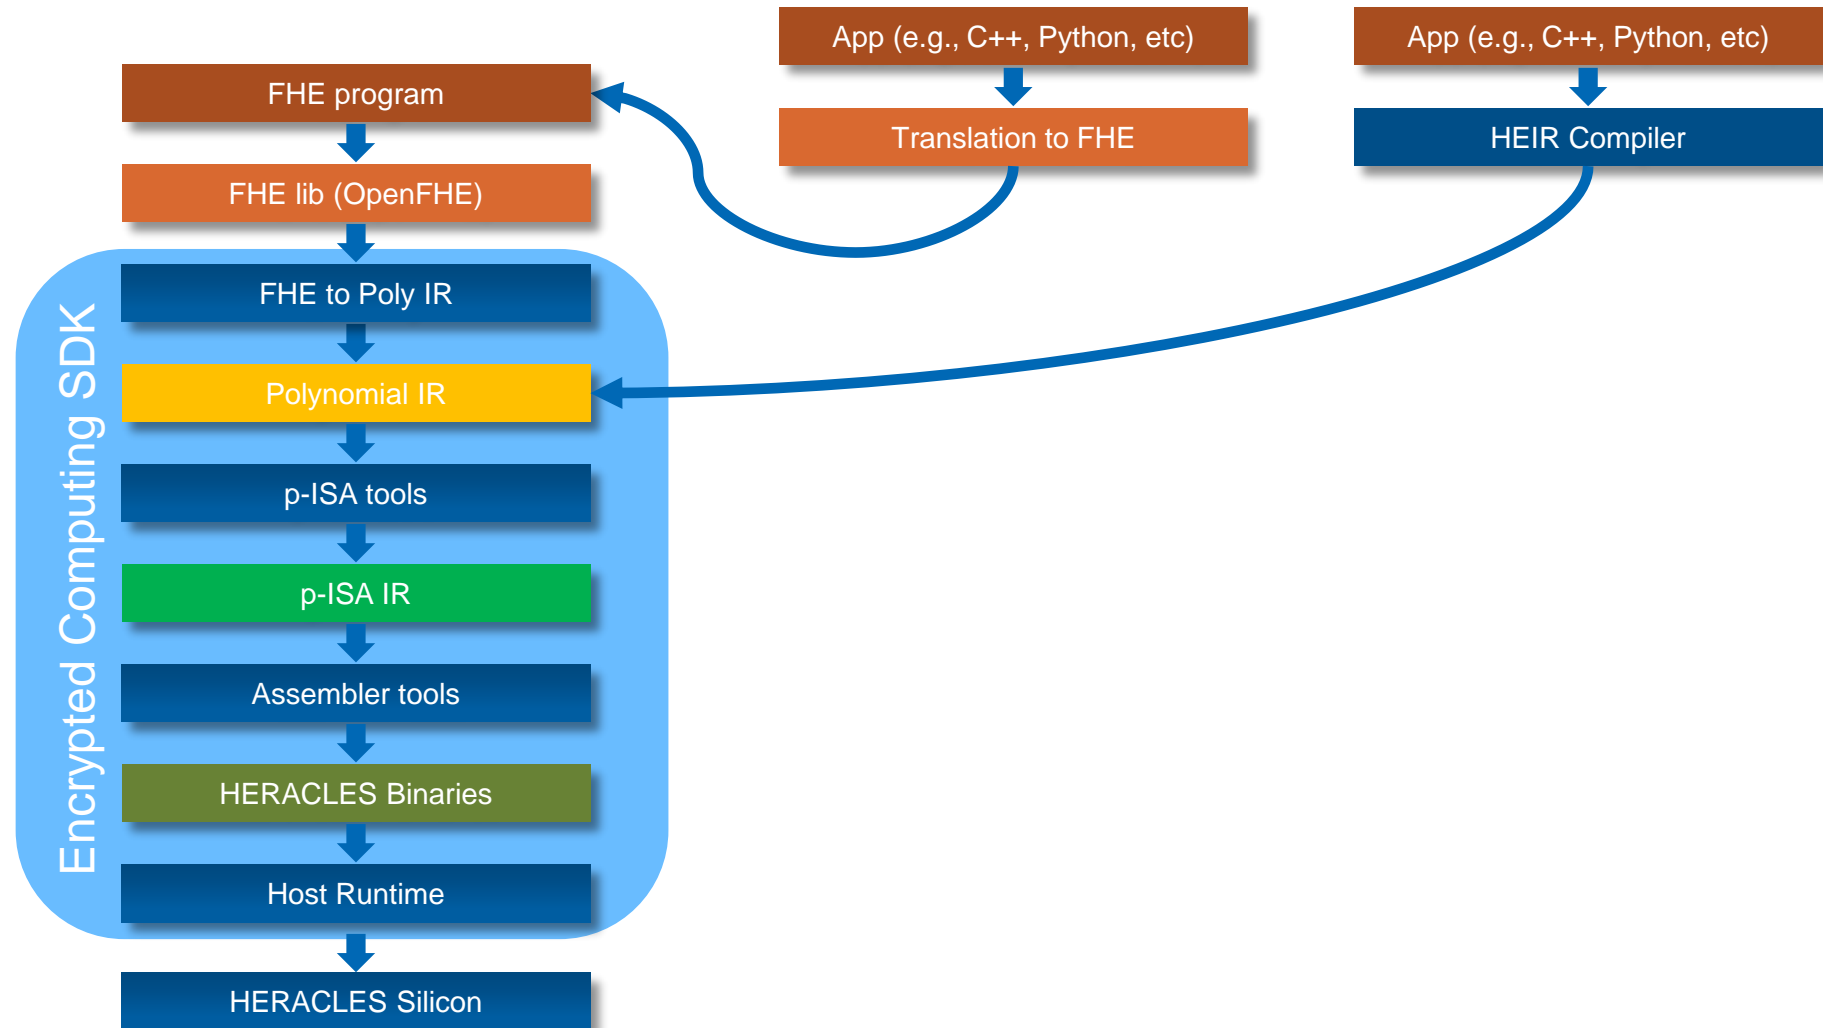 App (e.g., C++, Python, etc)
App (e.g., C++, Python, etc)
FHE program
Translation to FHE
HEIR Compiler
FHE lib (OpenFHE)
Encrypted Computing SDK
FHE to Poly IR
Polynomial IR
p-ISA tools
p-ISA IR
Assembler tools
HERACLES Binaries
Host Runtime
HERACLES Silicon